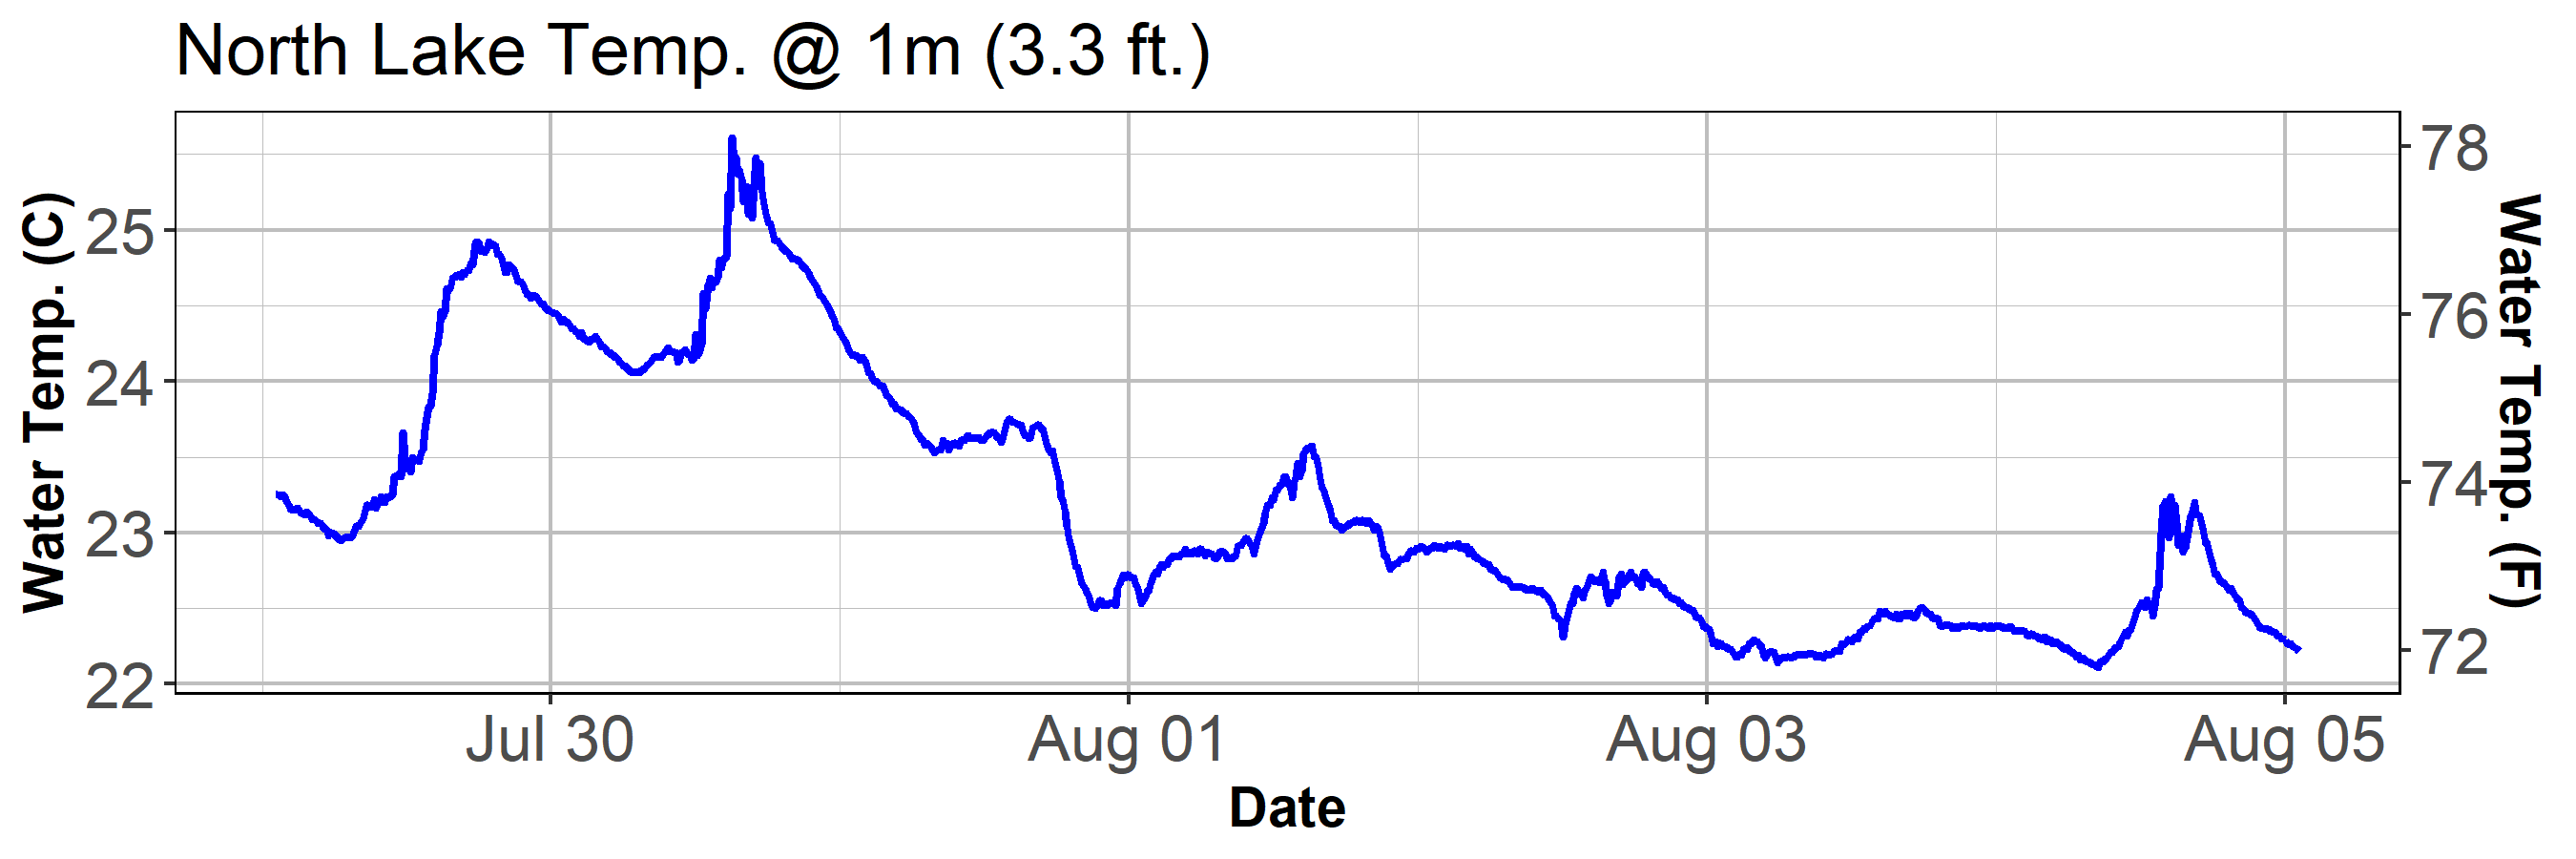 North Lake Temp. @ 1m (3.3 ft.)
Water Temp. (C)
25
24
23
22
78
76
74
72
Water Temp. (F)
Jul 30
Aug 01
Aug 03
Aug 05
Date